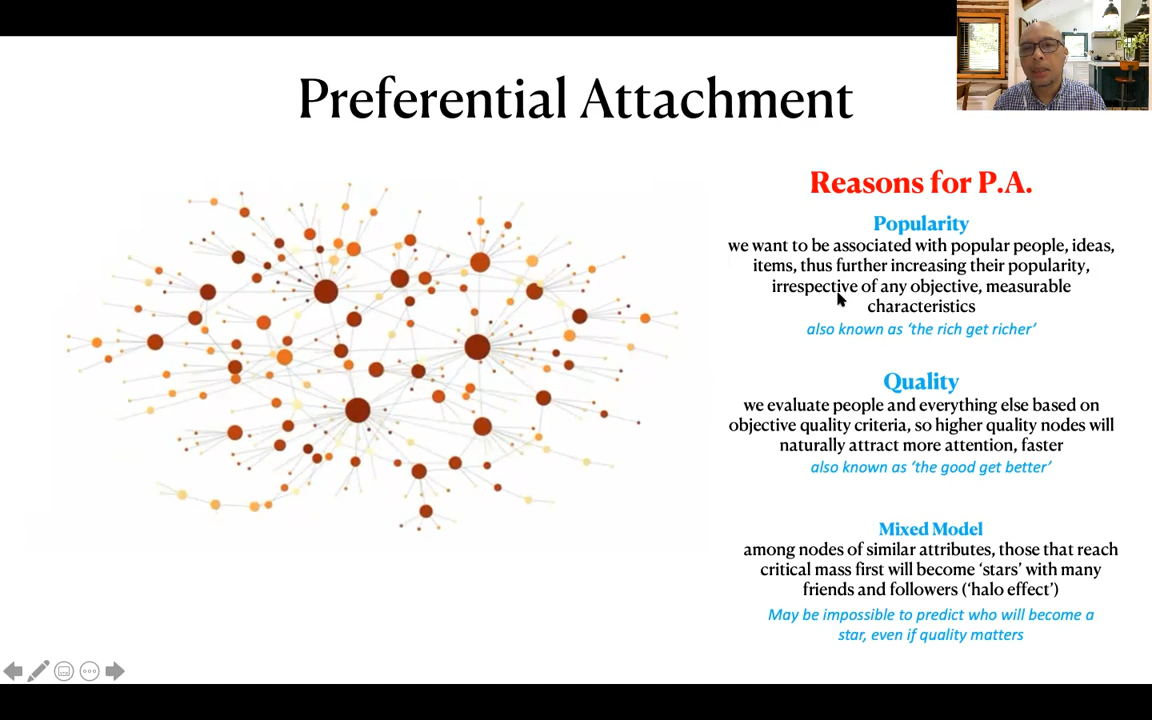 Preferential Attachment
Reasons for P.A.
Popularity
we want to be associated with popular people, ideas,
items, thus further increasing their popularity,
irrespective of any objective, measurable
characteristics
also known as ‘the rich get richer’
Quality
we evaluate people and everything else based on
objective quality criteria, so higher quality nodes will
naturally attract more attention, faster
also known as ‘the good get better’
Mixed Model
among nodes of similar attributes, those that reach
critical mass first will become ‘stars’ with many
friends and followers (‘halo effect’)
May be impossible to predict who will become a
star, even if quality matters